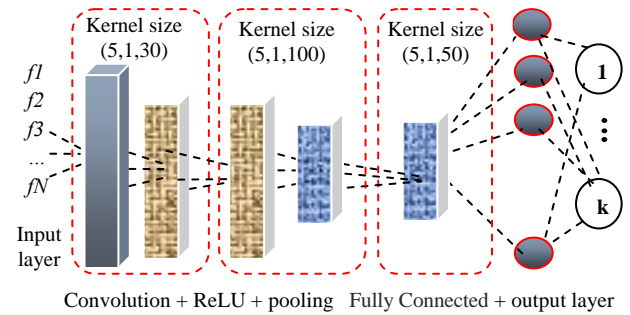 Kernel size
(5,1,30)
Kernel size
(5,1,100)
Kernel size
(5,1,50)
f1
f2
f3
...
fN
Input
layer
1
...
k
Convolution + ReLU + pooling
Fully Connected + output layer